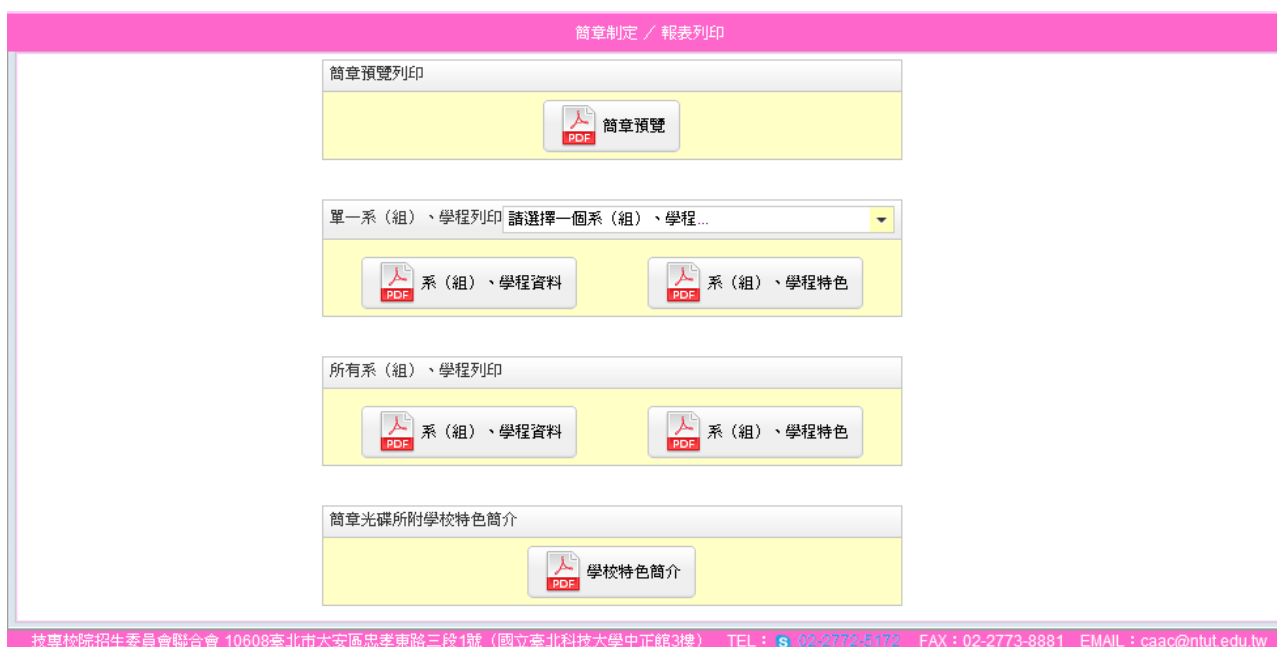 簡章制定 ／ 報表列印
簡章預覽列印
PDF 簡章預覽
單一系（組）、學程列印 請選擇一個系（組）、學程...
PDF 系（組）、學程資料 PDF 系（組）、學程特色
所有系（組）、學程列印
PDF 系（組）、學程資料 PDF 系（組）、學程特色
簡章光碟所附學校特色簡介
PDF 學校特色簡介
技專校院招生委員會聯合會 10608臺北市大安區忠孝東路三段1號（國立臺北科技大學中正館3樓） TEL：02-2772-5172 FAX：02-2773-8881 EMAIL：caac@ntut.edu.tw